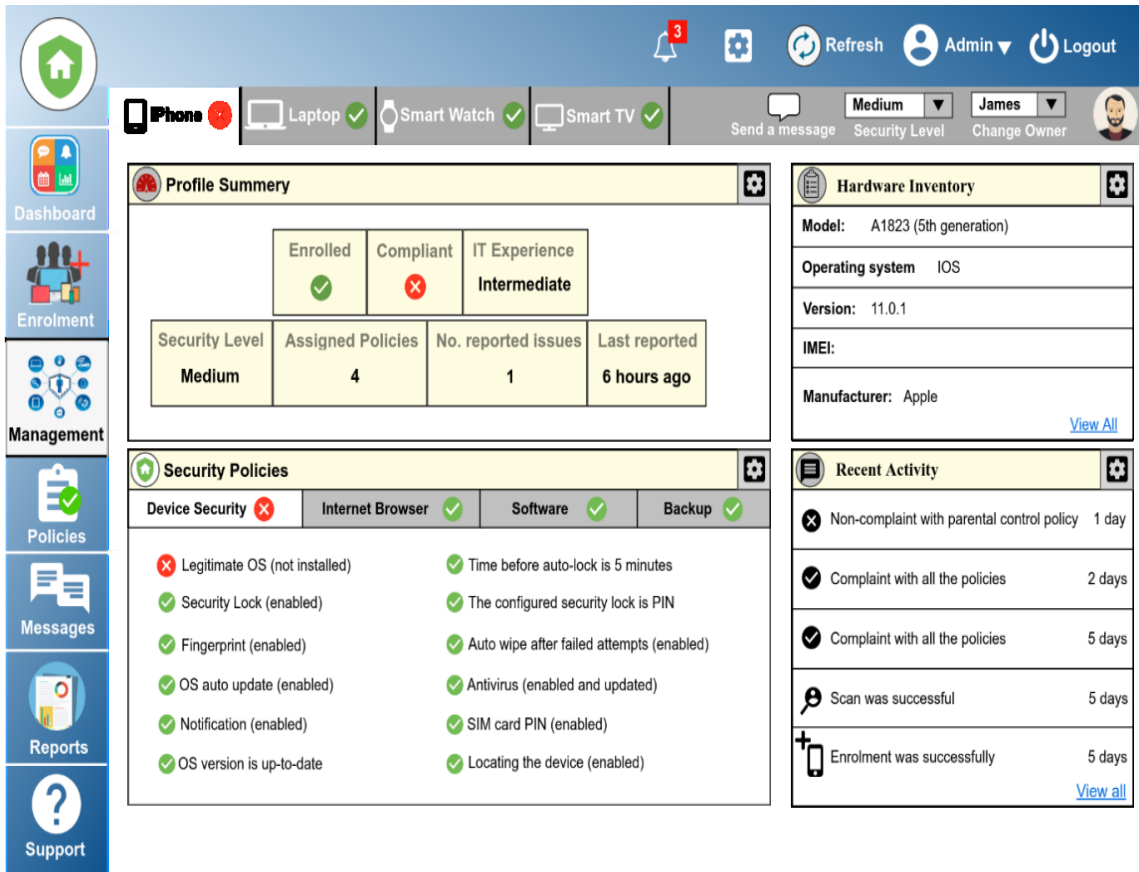 3
Refresh
Admin
Logout
IPhone
Laptop
Smart Watch
Smart TV
Send a message
Medium
Security Level
James
Change Owner
Dashboard
Enrolment
Management
Policies
Messages
Reports
Support
Profile Summery
Enrolled
Compliant
IT Experience
Intermediate
Security Level
Assigned Policies
No. reported issues
Last reported
Medium
4
1
6 hours ago
Hardware Inventory
Model: A1823 (5th generation)
Operating system IOS
Version: 11.0.1
IMEI:
Manufacturer: Apple
View All
Security Policies
Device Security
Internet Browser
Software
Backup
Legitimate OS (not installed)
Security Lock (enabled)
Fingerprint (enabled)
OS auto update (enabled)
Notification (enabled)
OS version is up-to-date
Time before auto-lock is 5 minutes
The configured security lock is PIN
Auto wipe after failed attempts (enabled)
Antivirus (enabled and updated)
SIM card PIN (enabled)
Locating the device (enabled)
Recent Activity
Non-complaint with parental control policy 1 day
Complaint with all the policies 2 days
Complaint with all the policies 5 days
Scan was successful 5 days
Enrolment was successfully 5 days
View all